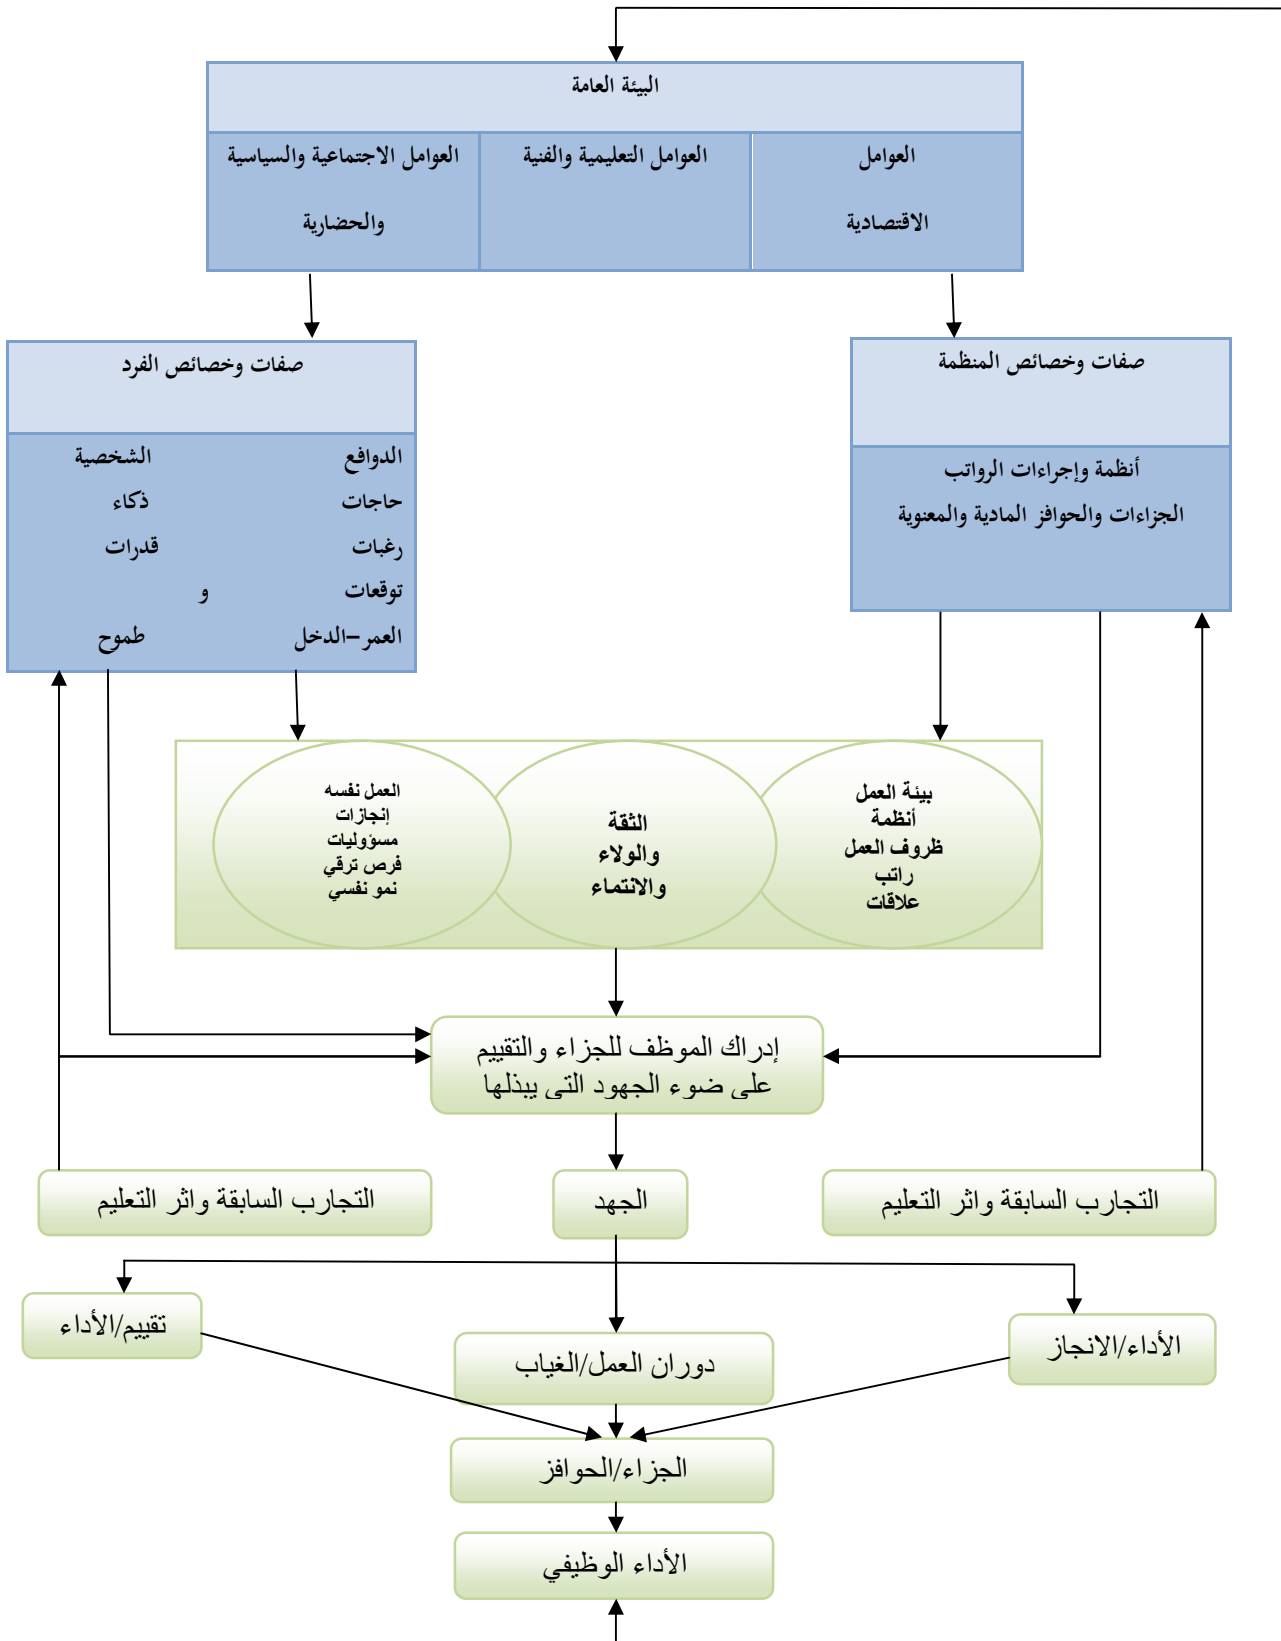 البيئة العامة
العوامل
الاقتصادية
العوامل التعليمية والفنية
العوامل الاجتماعية والسياسية
والحضارية
صفات وخصائص المنظمة
أنظمة وإجراءات الرواتب
الجزاءات والحوافز المادية والمعنوية
صفات وخصائص الفرد
الدوافع الشخصية
حاجات ذكاء
رغبات قدرات
توقعات و
العمر–الدخل طموح
بيئة العمل
أنظمة
ظروف العمل
راتب
علاقات
الثقة
والولاء
والانتماء
العمل نفسه
إنجازات
مسؤوليات
فرص ترقي
نمو نفسي
إدراك الموظف للجزاء والتقييم
على ضوء الجهود التي يبذلها
التجارب السابقة واثر التعليم
الجهد
التجارب السابقة واثر التعليم
الأداء/الانجاز
دوران العمل/الغياب
تقييم/الأداء
الجزاء/الحوافز
الأداء الوظيفي